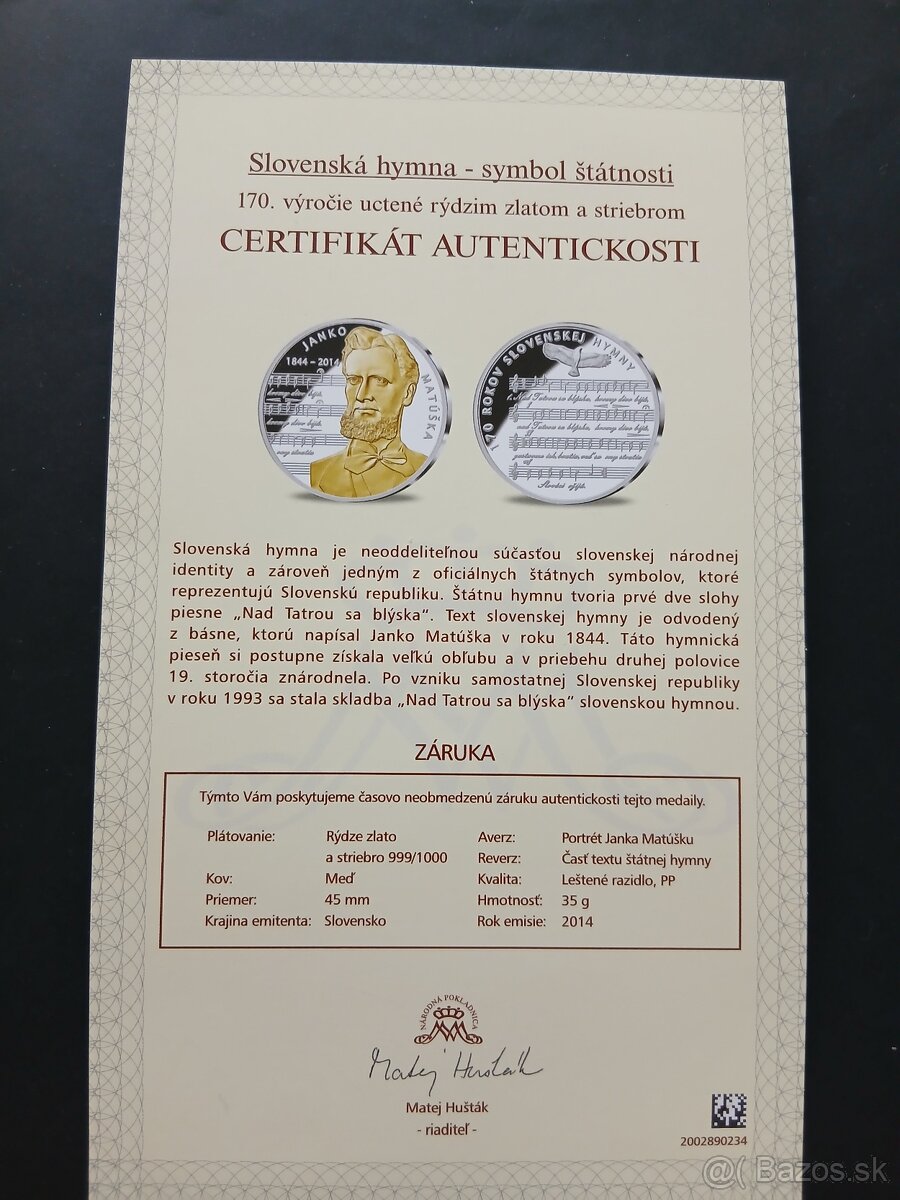 Slovenská hymna - symbol štátnosti
170. výročie uctené rýdzim zlatom a striebrom
CERTIFIKÁT AUTENTICKOSTI
JANKO
1844 – 2014
MATÚŠKA
170 ROKOV SLOVENSKEJ HYMNY
Slovenská hymna je neoddeliteľnou súčasťou slovenskej národnej
identity a zároveň jedným z oficiálnych štátnych symbolov, ktoré
reprezentujú Slovenskú republiku. Štátnu hymnu tvoria prvé dve slohy
piesne „Nad Tatrou sa blýska“. Text slovenskej hymny je odvodený
z básne, ktorú napísal Janko Matúška v roku 1844. Táto hymnická
pieseň si postupne získala veľkú obľubu a v priebehu druhej polovice
19. storočia znárodnela. Po vzniku samostatnej Slovenskej republiky
v roku 1993 sa stala skladba „Nad Tatrou sa blýska“ slovenskou hymnou.
ZÁRUKA
Týmto Vám poskytujeme časovo neobmedzenú záruku autentickosti tejto medaily.
Plátovanie: Rýdze zlato
a striebro 999/1000
Kov: Meď
Priemer: 45 mm
Krajina emitenta: Slovensko
Averz: Portrét Janka Matúšku
Reverz: Časť textu štátnej hymny
Kvalita: Leštené razidlo, PP
Hmotnosť: 35 g
Rok emisie: 2014
NÁRODNÁ POKLADNICA
Matej Hušták
Matej Hušták
- riaditeľ -
2002890234
@( Bazos.sk